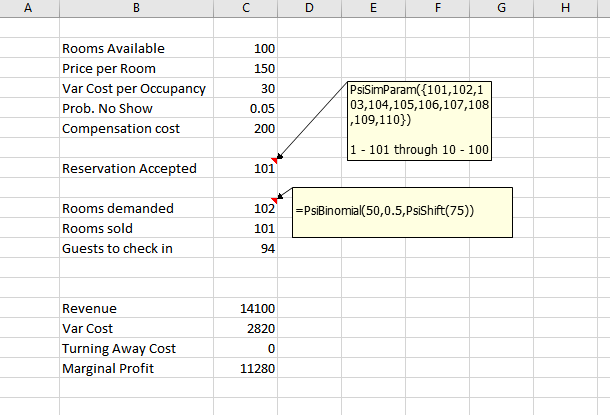 A B C D E F G H
Rooms Available 100
Price per Room 150
Var Cost per Occupancy 30
Prob. No Show 0.05
Compensation cost 200
PsiSimParam({101,102,1
03,104,105,106,107,108
,109,110})
1 - 101 through 10 - 100
Reservation Accepted 101
Rooms demanded 102
=PsiBinomial(50,0.5,PsiShift(75))
Rooms sold 101
Guests to check in 94
Revenue 14100
Var Cost 2820
Turning Away Cost 0
Marginal Profit 11280